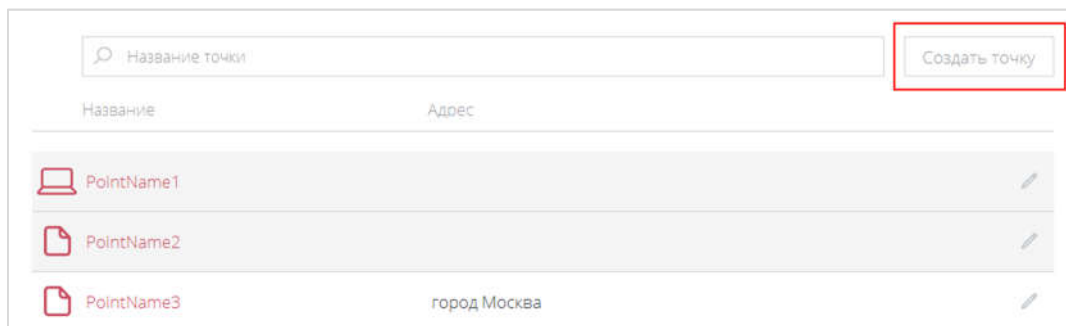 Название точки Создать точку
Название Адрес
PointName1
PointName2
PointName3 город Москва